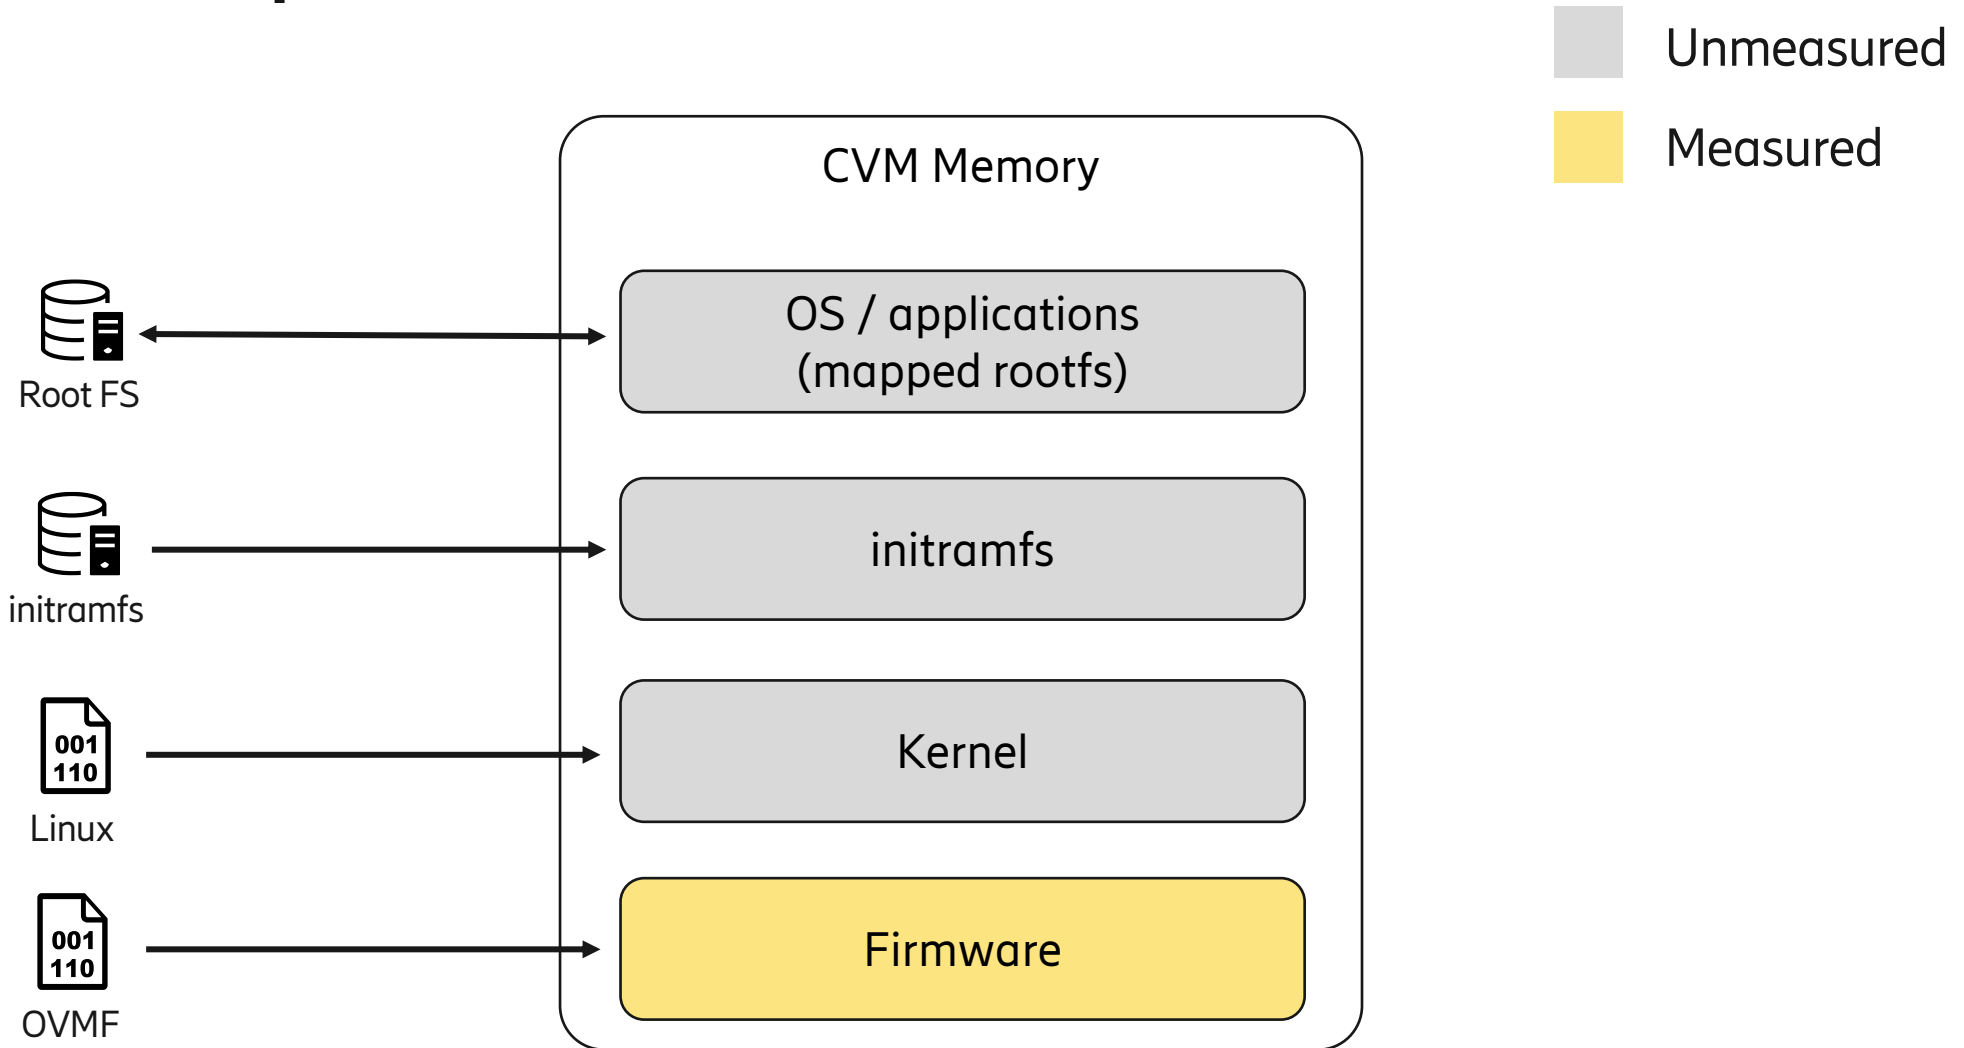 Unmeasured
Measured
CVM Memory
OS / applications
(mapped rootfs)
Root FS
initramfs
initramfs
001
110
Kernel
Linux
001
110
Firmware
OVMF